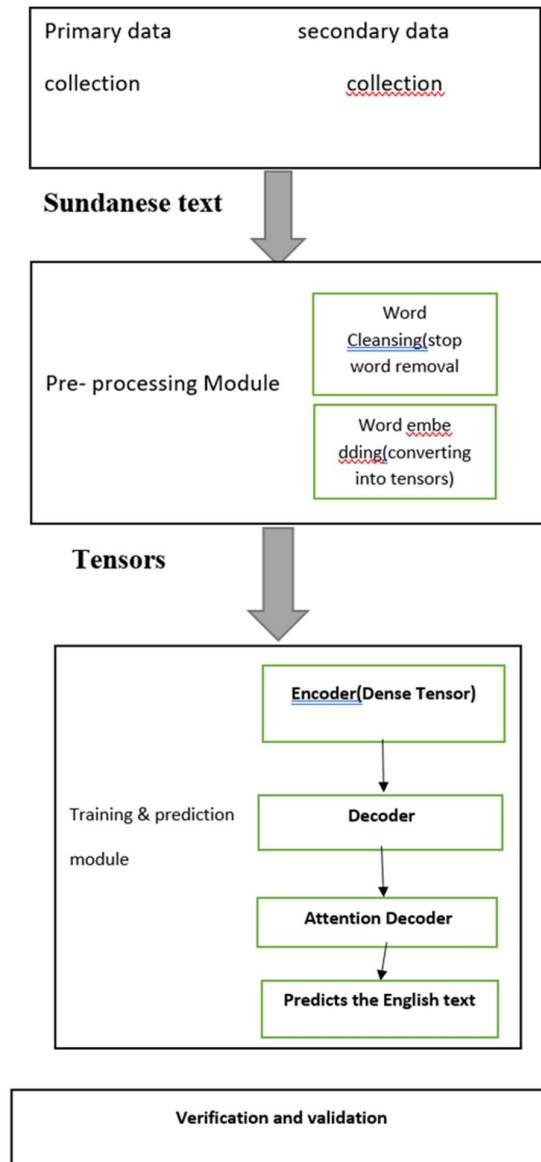 Primary data secondary data
collection collection
Sundanese text
Pre- processing Module
Word
Cleansing(stop
word removal
Word embe
dding(converting
into tensors)
Tensors
Training & prediction
module
Encoder(Dense Tensor)
Decoder
Attention Decoder
Predicts the English text
Verification and validation